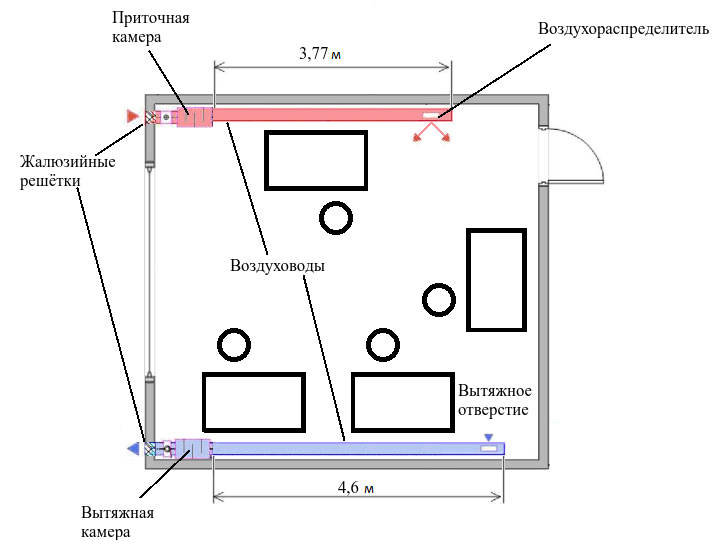 Приточная
камера
Воздухораспределитель
3,77 м
Жалюзийные
решётки
Воздуховоды
Вытяжное
отверстие
4,6 м
Вытяжная
камера